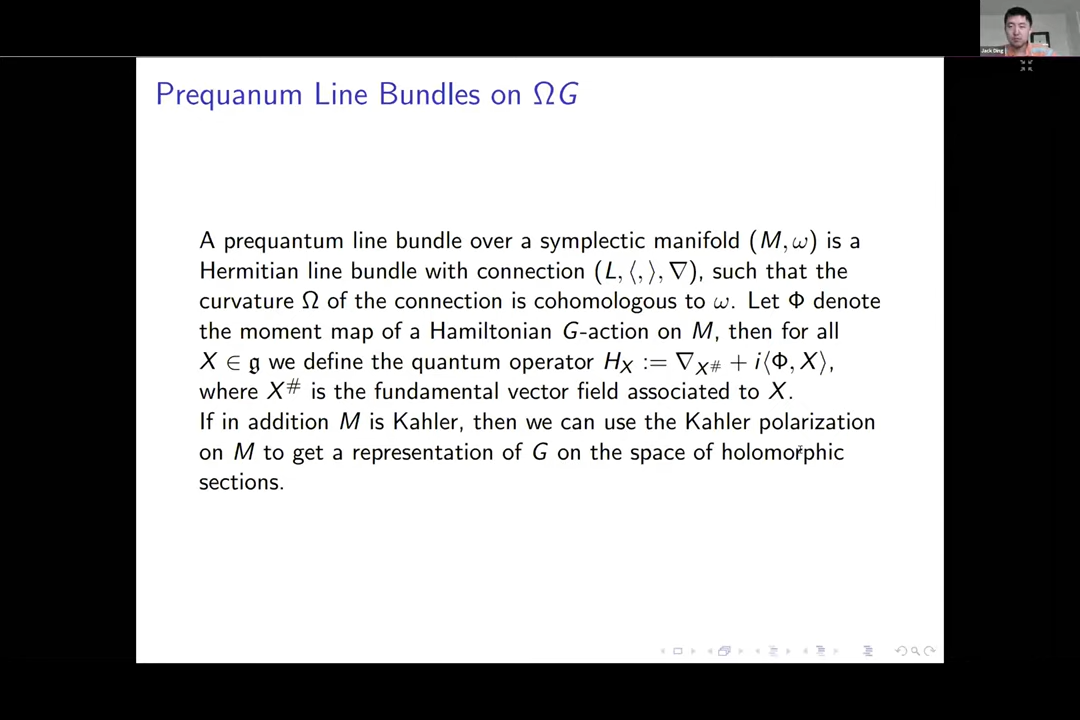 Jack Ding
Prequanum Line Bundles on ΩG
A prequantum line bundle over a symplectic manifold (M, ω) is a
Hermitian line bundle with connection (L, ⟨,⟩, ∇), such that the
curvature Ω of the connection is cohomologous to ω. Let Φ denote
the moment map of a Hamiltonian G-action on M, then for all
X ∈ 𝔤 we define the quantum operator H_X := ∇_{X^#} + i⟨Φ, X⟩,
where X^# is the fundamental vector field associated to X.
If in addition M is Kahler, then we can use the Kahler polarization
on M to get a representation of G on the space of holomorphic
sections.